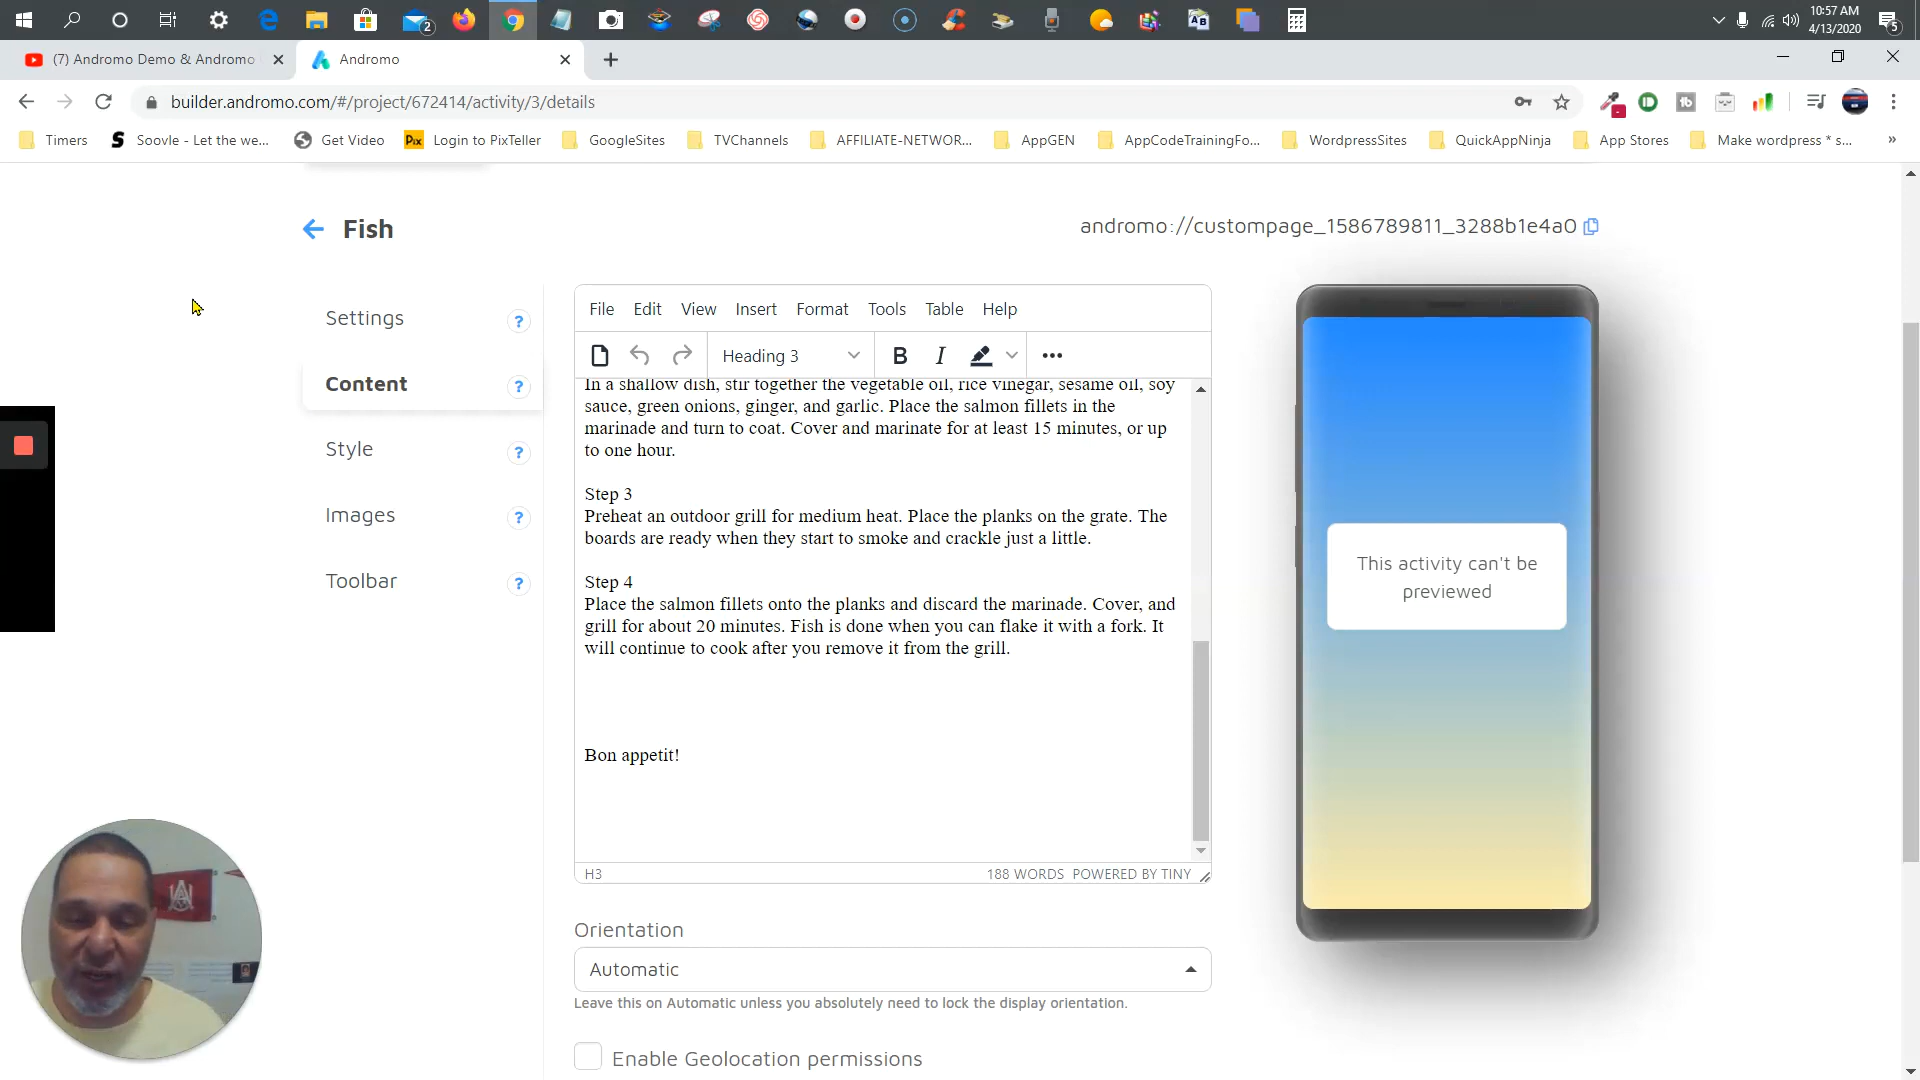 2
10:57 AM
4/13/2020
5
(7) Andromo Demo & Andromo
Andromo
builder.andromo.com/#/project/672414/activity/3/details
Timers
S Soovle - Let the we...
Get Video
Pix Login to PixTeller
GoogleSites
TVChannels
AFFILIATE-NETWOR...
AppGEN
AppCodeTrainingFo...
WordpressSites
QuickAppNinja
App Stores
Make wordpress * s...
»
Fish
andromo://custompage_1586789811_3288b1e4a0
Settings ?
Content ?
Style ?
Images ?
Toolbar ?
File Edit View Insert Format Tools Table Help
Heading 3 B I
In a shallow dish, stir together the vegetable oil, rice vinegar, sesame oil, soy
sauce, green onions, ginger, and garlic. Place the salmon fillets in the
marinade and turn to coat. Cover and marinate for at least 15 minutes, or up
to one hour.
Step 3
Preheat an outdoor grill for medium heat. Place the planks on the grate. The
boards are ready when they start to smoke and crackle just a little.
Step 4
Place the salmon fillets onto the planks and discard the marinade. Cover, and
grill for about 20 minutes. Fish is done when you can flake it with a fork. It
will continue to cook after you remove it from the grill.
Bon appetit!
H3
188 WORDS POWERED BY TINY
This activity can't be
previewed
Orientation
Automatic
Leave this on Automatic unless you absolutely need to lock the display orientation.
Enable Geolocation permissions